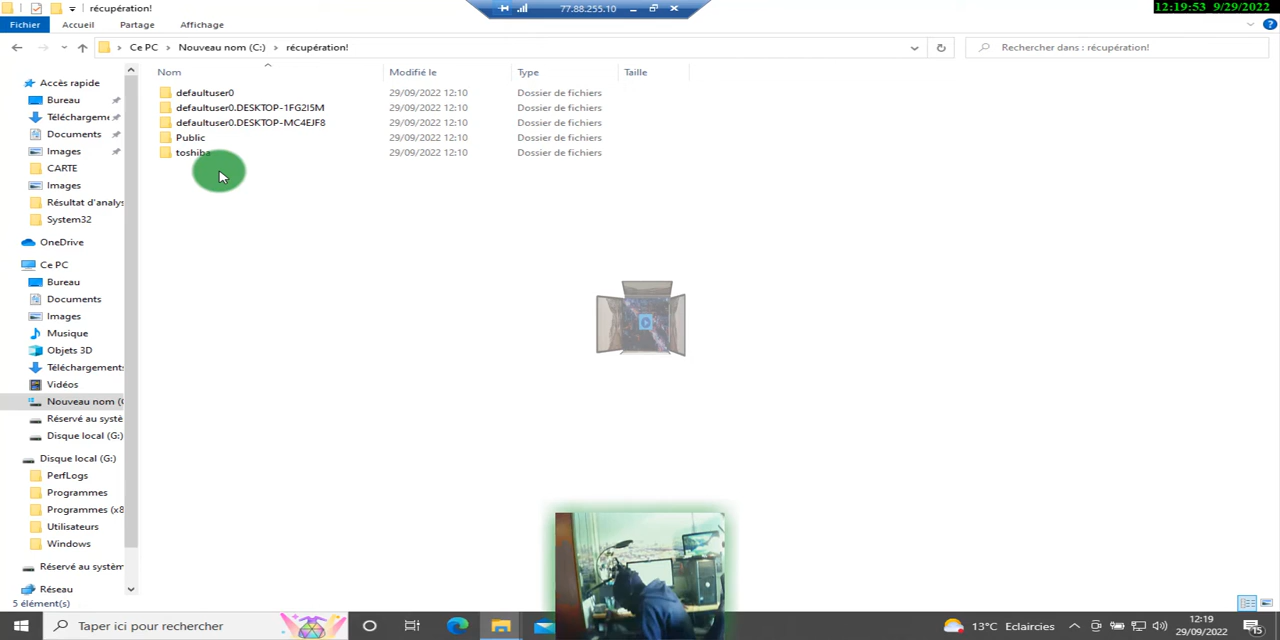 récupération!
77.88.255.10
12:19:53 9/29/2022
Fichier Accueil Partage Affichage
Ce PC > Nouveau nom (C:) > récupération!
Rechercher dans : récupération!
Nom Modifié le Type Taille
defaultuser0 29/09/2022 12:10 Dossier de fichiers
defaultuser0.DESKTOP-1FG2I5M 29/09/2022 12:10 Dossier de fichiers
defaultuser0.DESKTOP-MC4EJF8 29/09/2022 12:10 Dossier de fichiers
Public 29/09/2022 12:10 Dossier de fichiers
toshiba 29/09/2022 12:10 Dossier de fichiers
Accès rapide
Bureau
Téléchargeme
Documents
Images
CARTE
Images
Résultat d'analys
System32
OneDrive
Ce PC
Bureau
Documents
Images
Musique
Objets 3D
Téléchargements
Vidéos
Nouveau nom (
Réservé au systè
Disque local (G:)
Disque local (G:)
PerfLogs
Programmes
Programmes (x8
Utilisateurs
Windows
Réservé au systèm
Réseau
5 élément(s)
Taper ici pour rechercher
13°C Eclaircies
12:19
29/09/2022
15